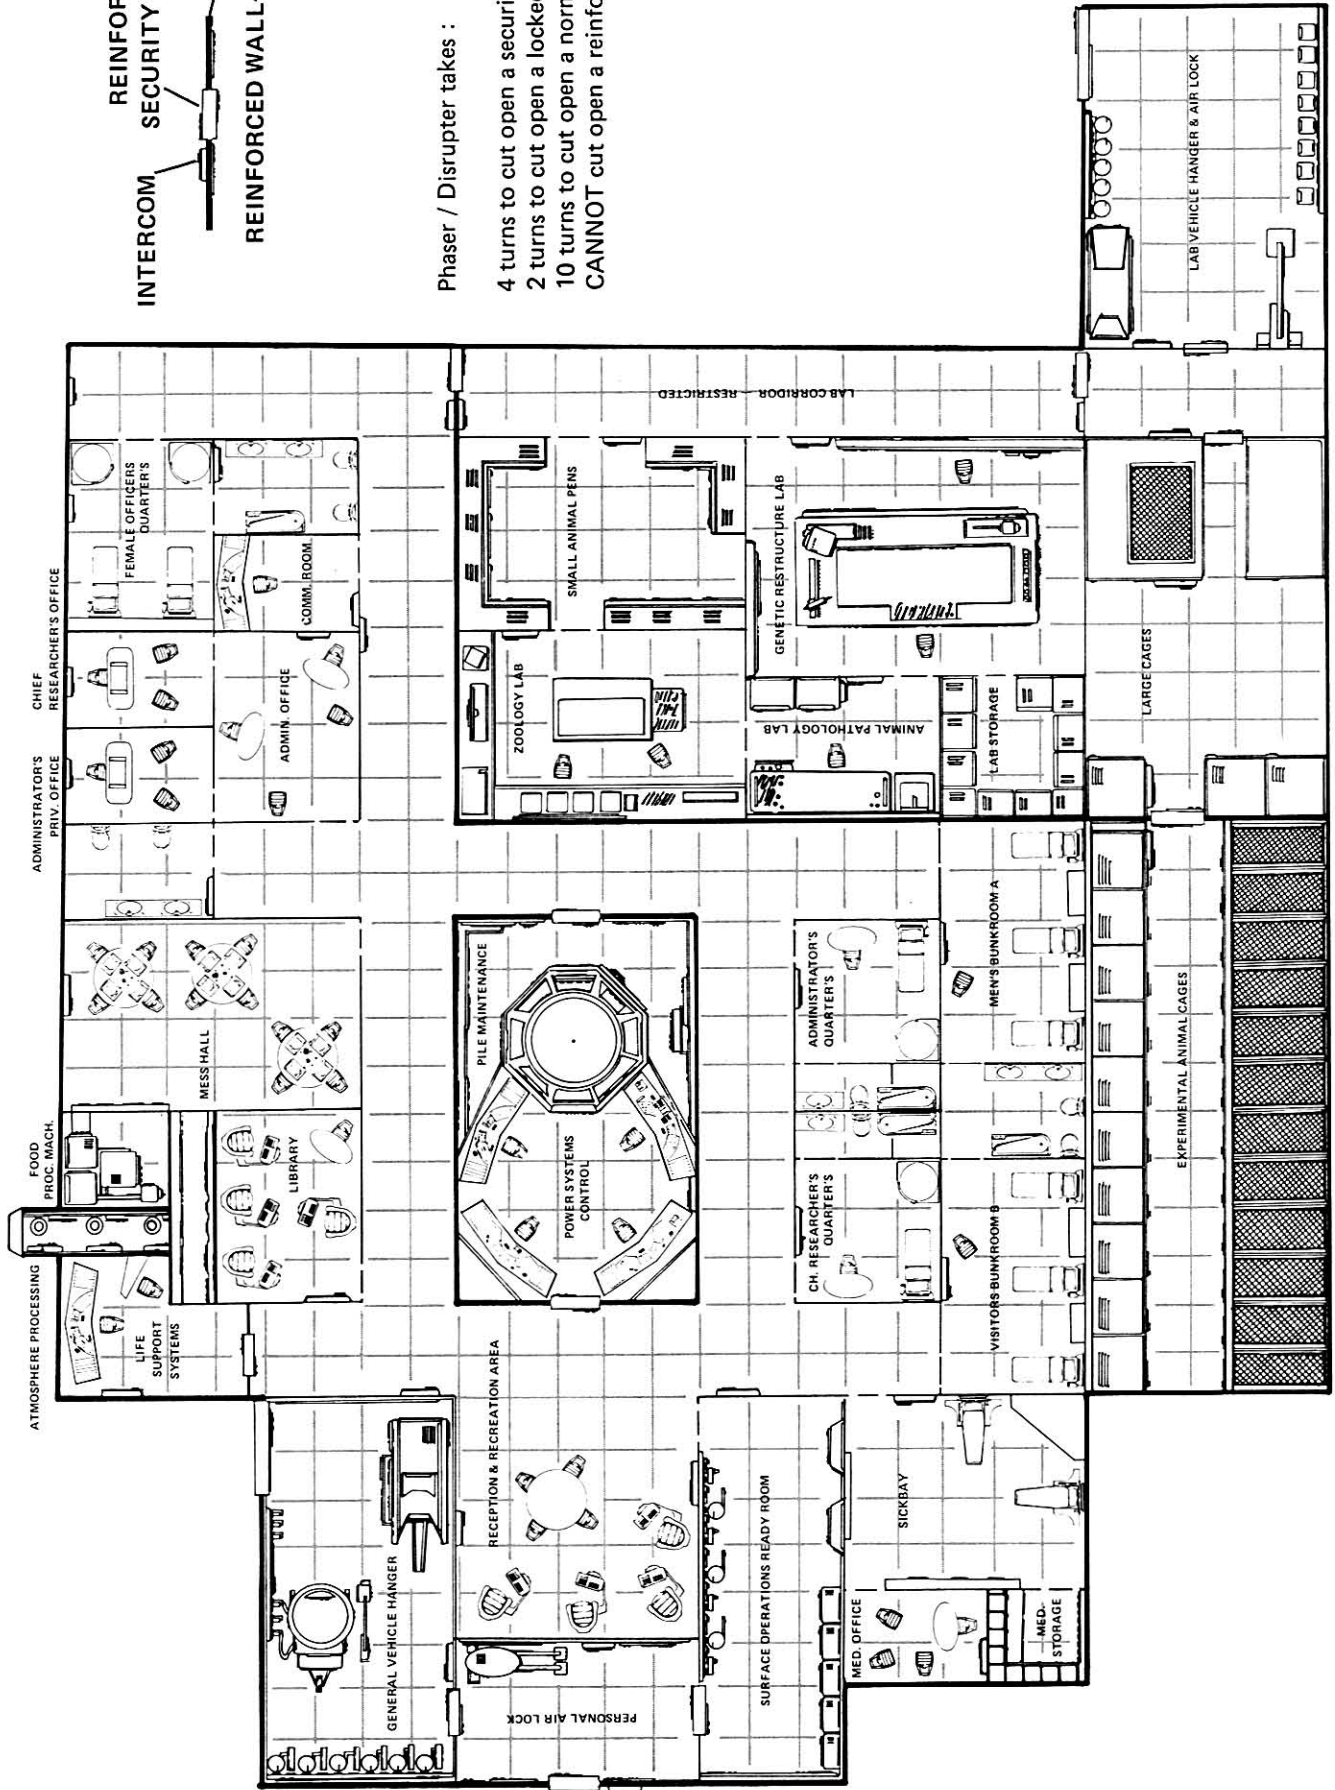 REINFOR
SECURITY
INTERCOM
REINFORCED WALL
Phaser / Disrupter takes :
4 turns to cut open a securi
2 turns to cut open a locked
10 turns to cut open a norn
CANNOT cut open a reinfo
LAB VEHICLE HANGER & AIR LOCK
LAB CORRIDOR — RESTRICTED
FEMALE OFFICERS
QUARTER'S
COMM. ROOM
CHIEF
RESEARCHER'S OFFICE
ADMINISTRATOR'S
PRIV. OFFICE
ADMIN. OFFICE
SMALL ANIMAL PENS
GENETIC RESTRUCTURE LAB
ZOOLOGY LAB
ANIMAL PATHOLOGY LAB
LAB STORAGE
LARGE CAGES
MESS HALL
FOOD
PROC. MACH.
LIBRARY
ATMOSPHERE PROCESSING
LIFE
SUPPORT
SYSTEMS
PILE MAINTENANCE
POWER SYSTEMS
CONTROL
ADMINISTRATOR'S
QUARTER'S
MEN'S BUNKROOM A
CH. RESEARCHER'S
QUARTER'S
VISITORS BUNKROOM B
EXPERIMENTAL ANIMAL CAGES
RECEPTION & RECREATION AREA
GENERAL VEHICLE HANGER
PERSONAL AIR LOCK
SURFACE OPERATIONS READY ROOM
SICKBAY
MED. OFFICE
MED.
STORAGE